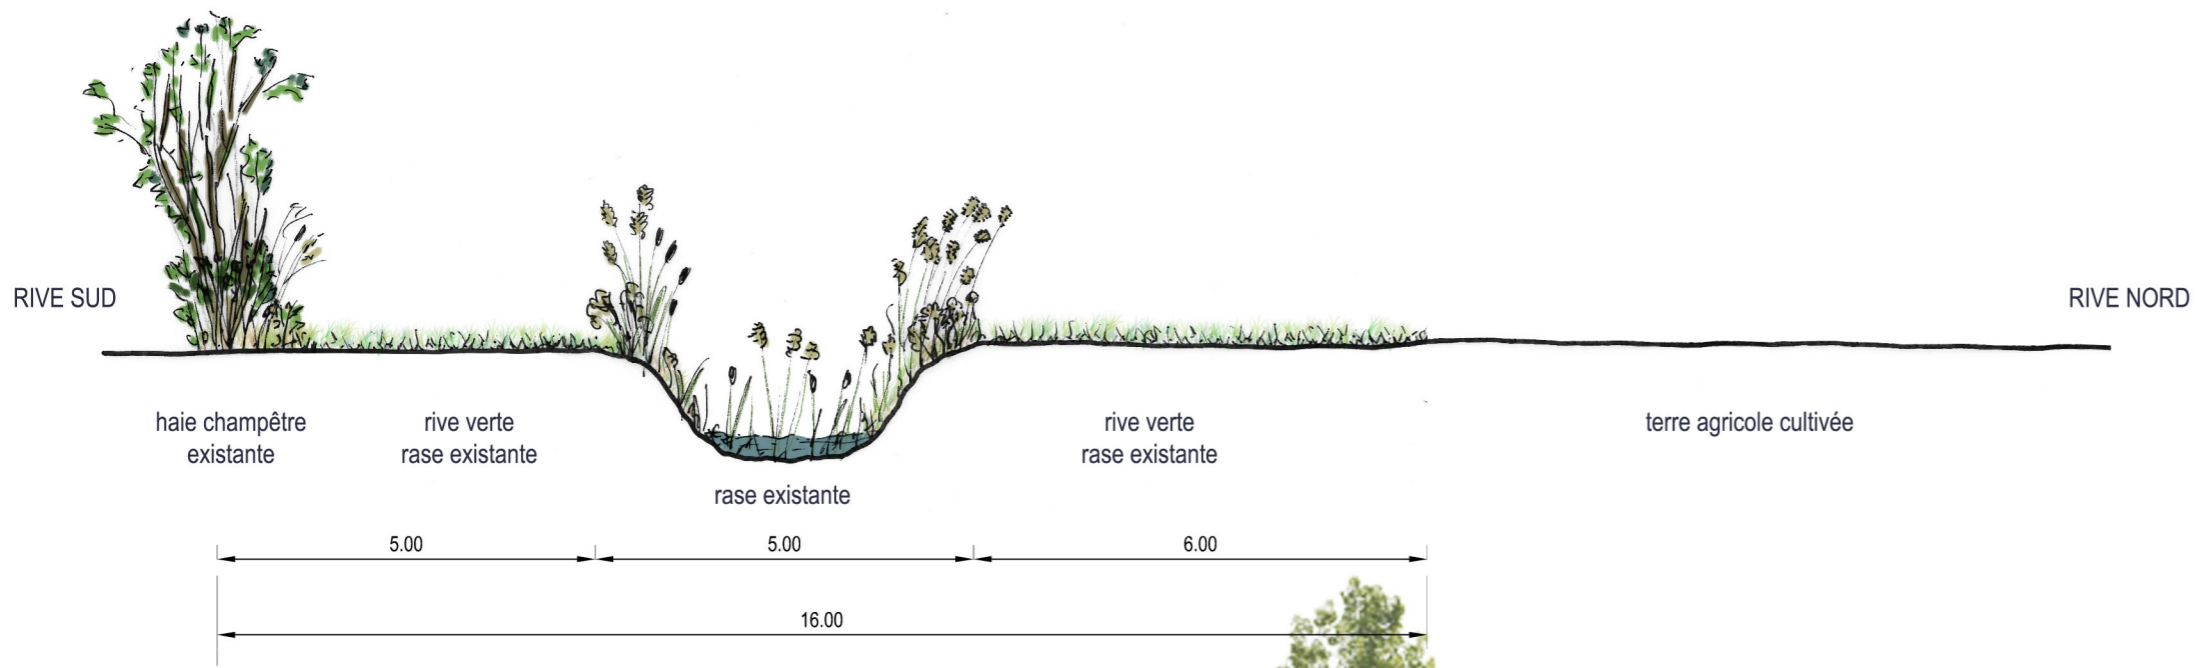 RIVE SUD
RIVE NORD
haie champêtre
existante
rive verte
rase existante
rase existante
rive verte
rase existante
terre agricole cultivée
5.00
5.00
6.00
16.00